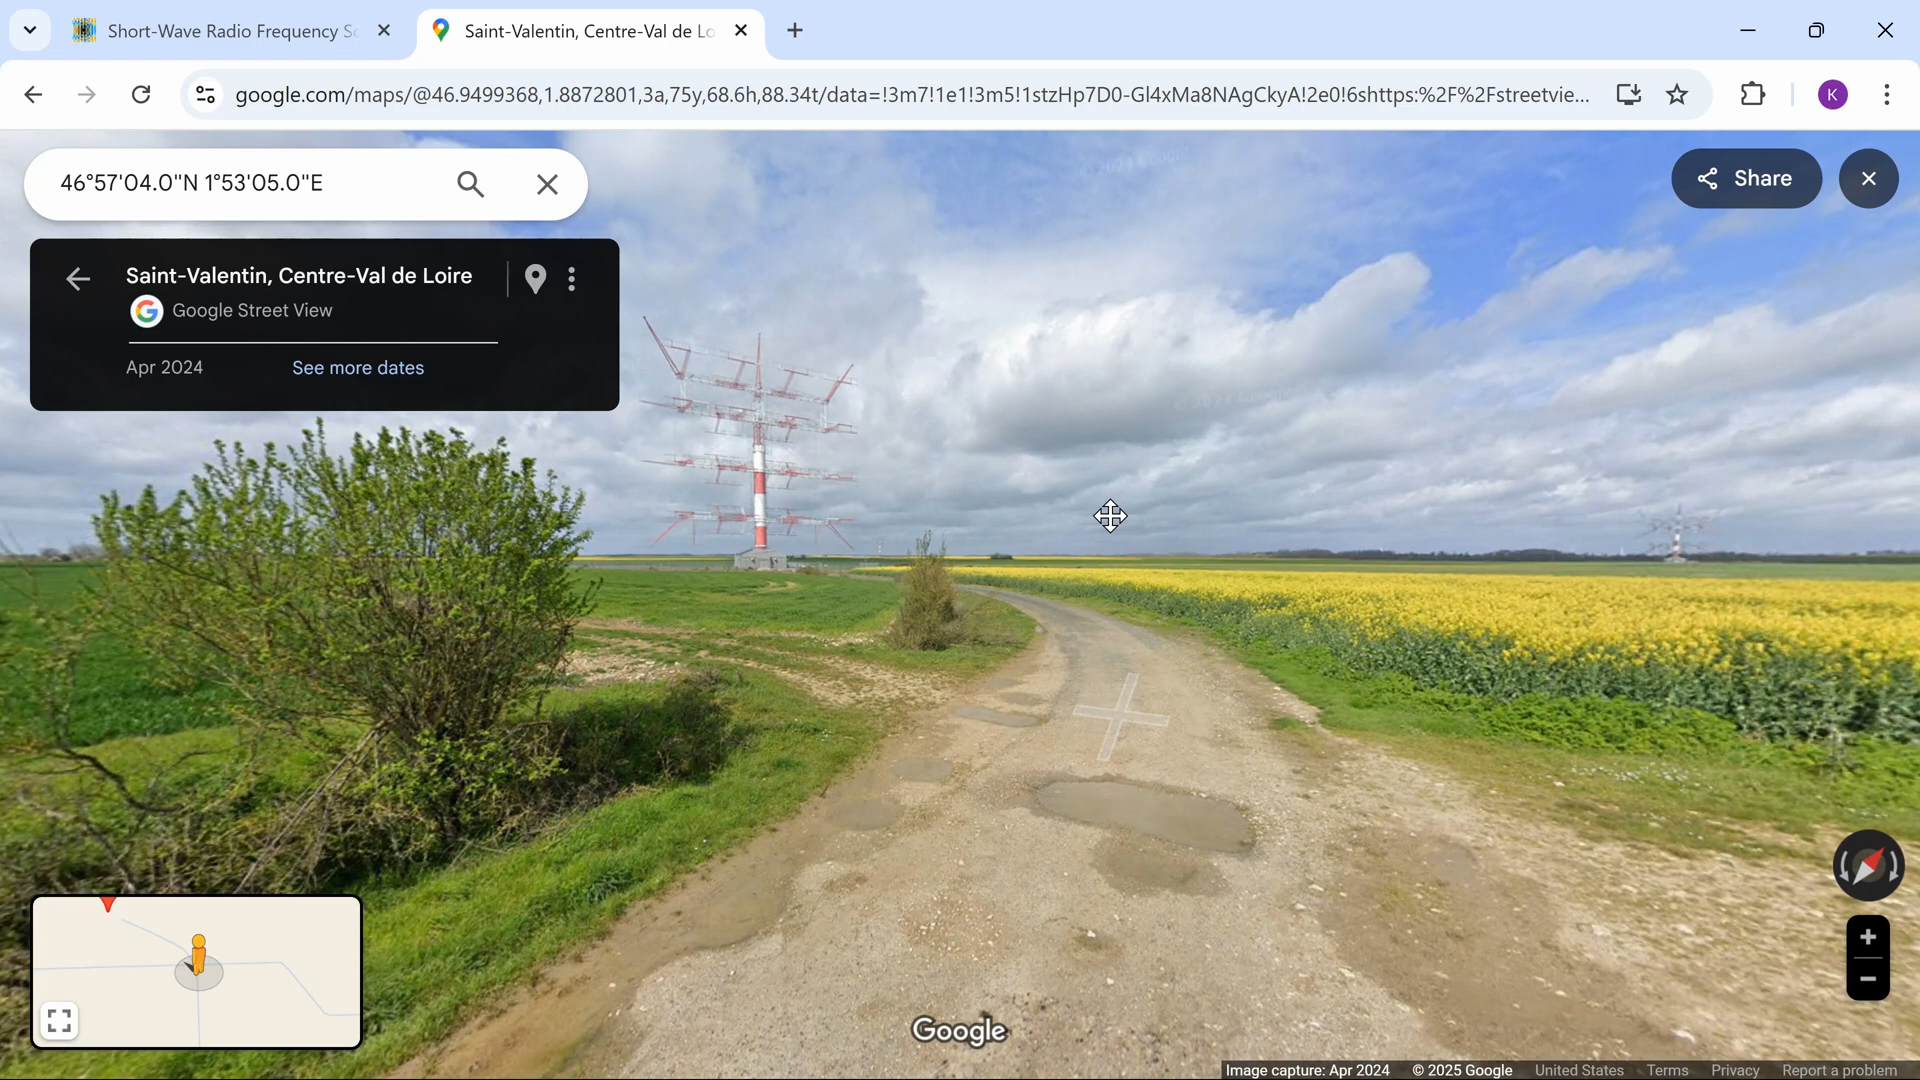 Short-Wave Radio Frequency Sc
Saint-Valentin, Centre-Val de Lo
google.com/maps/@46.9499368,1.8872801,3a,75y,68.6h,88.34t/data=!3m7!1e1!3m5!1stzHp7D0-Gl4xMa8NAgCkyA!2e0!6shttps:%2F%2Fstreetvie...
K
46°57'04.0"N 1°53'05.0"E
Share
Saint-Valentin, Centre-Val de Loire
G
Google Street View
Apr 2024 See more dates
Google
Image capture: Apr 2024 © 2025 Google United States Terms Privacy Report a problem